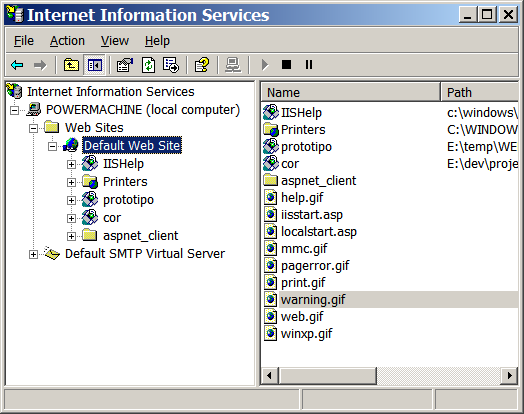 Internet Information Services
File Action View Help
Internet Information Services
POWERMACHINE (local computer)
Web Sites
Default Web Site
IISHelp
Printers
prototipo
cor
aspnet_client
Default SMTP Virtual Server
Name Path
IISHelp c:\windows\
Printers C:\WINDOW
prototipo E:\temp\WE
cor E:\dev\proje
aspnet_client
help.gif
iisstart.asp
localstart.asp
mmc.gif
pagerror.gif
print.gif
warning.gif
web.gif
winxp.gif